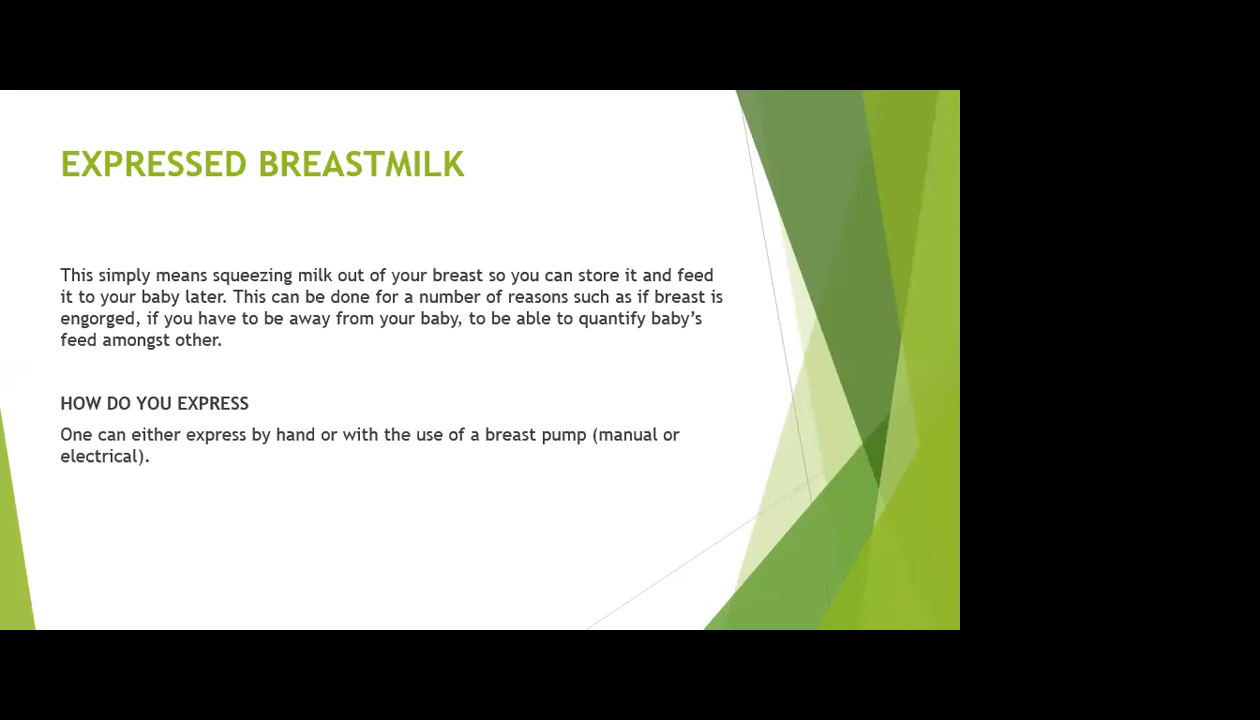 EXPRESSED BREASTMILK
This simply means squeezing milk out of your breast so you can store it and feed
it to your baby later. This can be done for a number of reasons such as if breast is
engorged, if you have to be away from your baby, to be able to quantify baby’s
feed amongst other.
HOW DO YOU EXPRESS
One can either express by hand or with the use of a breast pump (manual or
electrical).